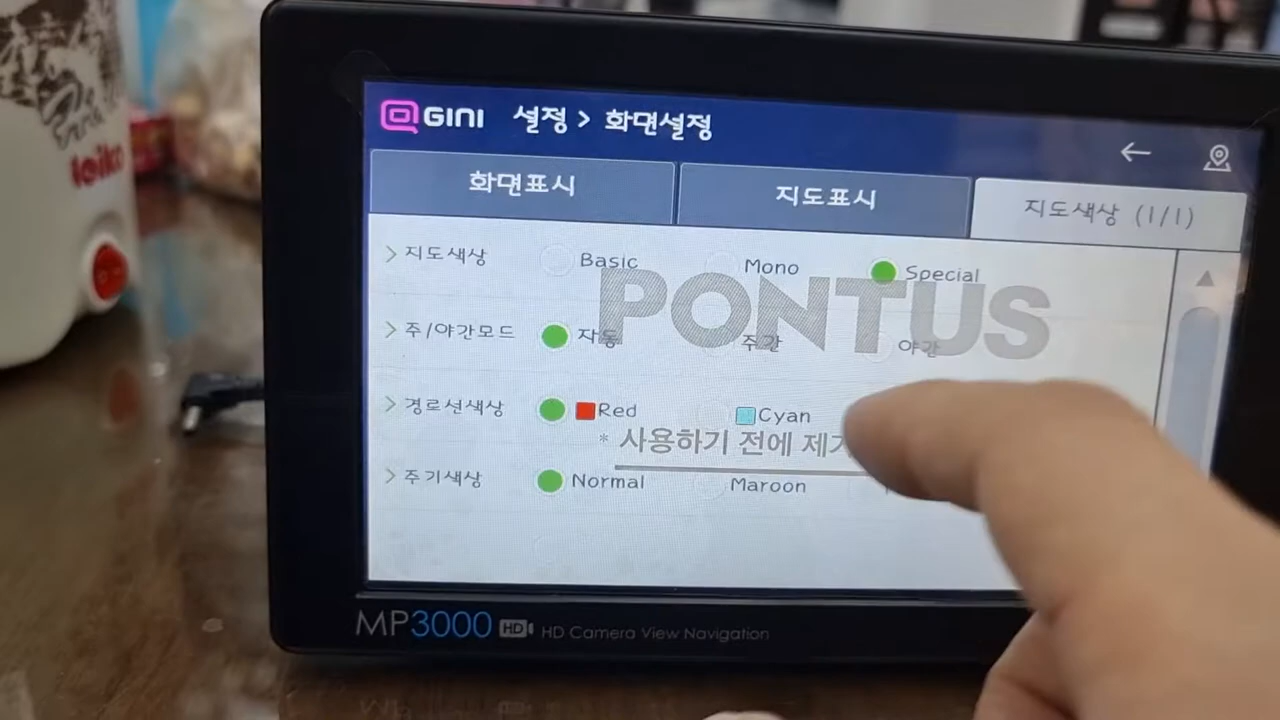 GINI 설정 > 화면설정
화면표시 지도표시 지도색상 (1/1)
> 지도색상 Basic Mono Special
PONTUS
> 주/야간모드 자동 주간 야간
> 경로선색상 Red Cyan
* 사용하기 전에 제거
> 주기색상 Normal Maroon
MP3000 HD HD Camera View Navigation